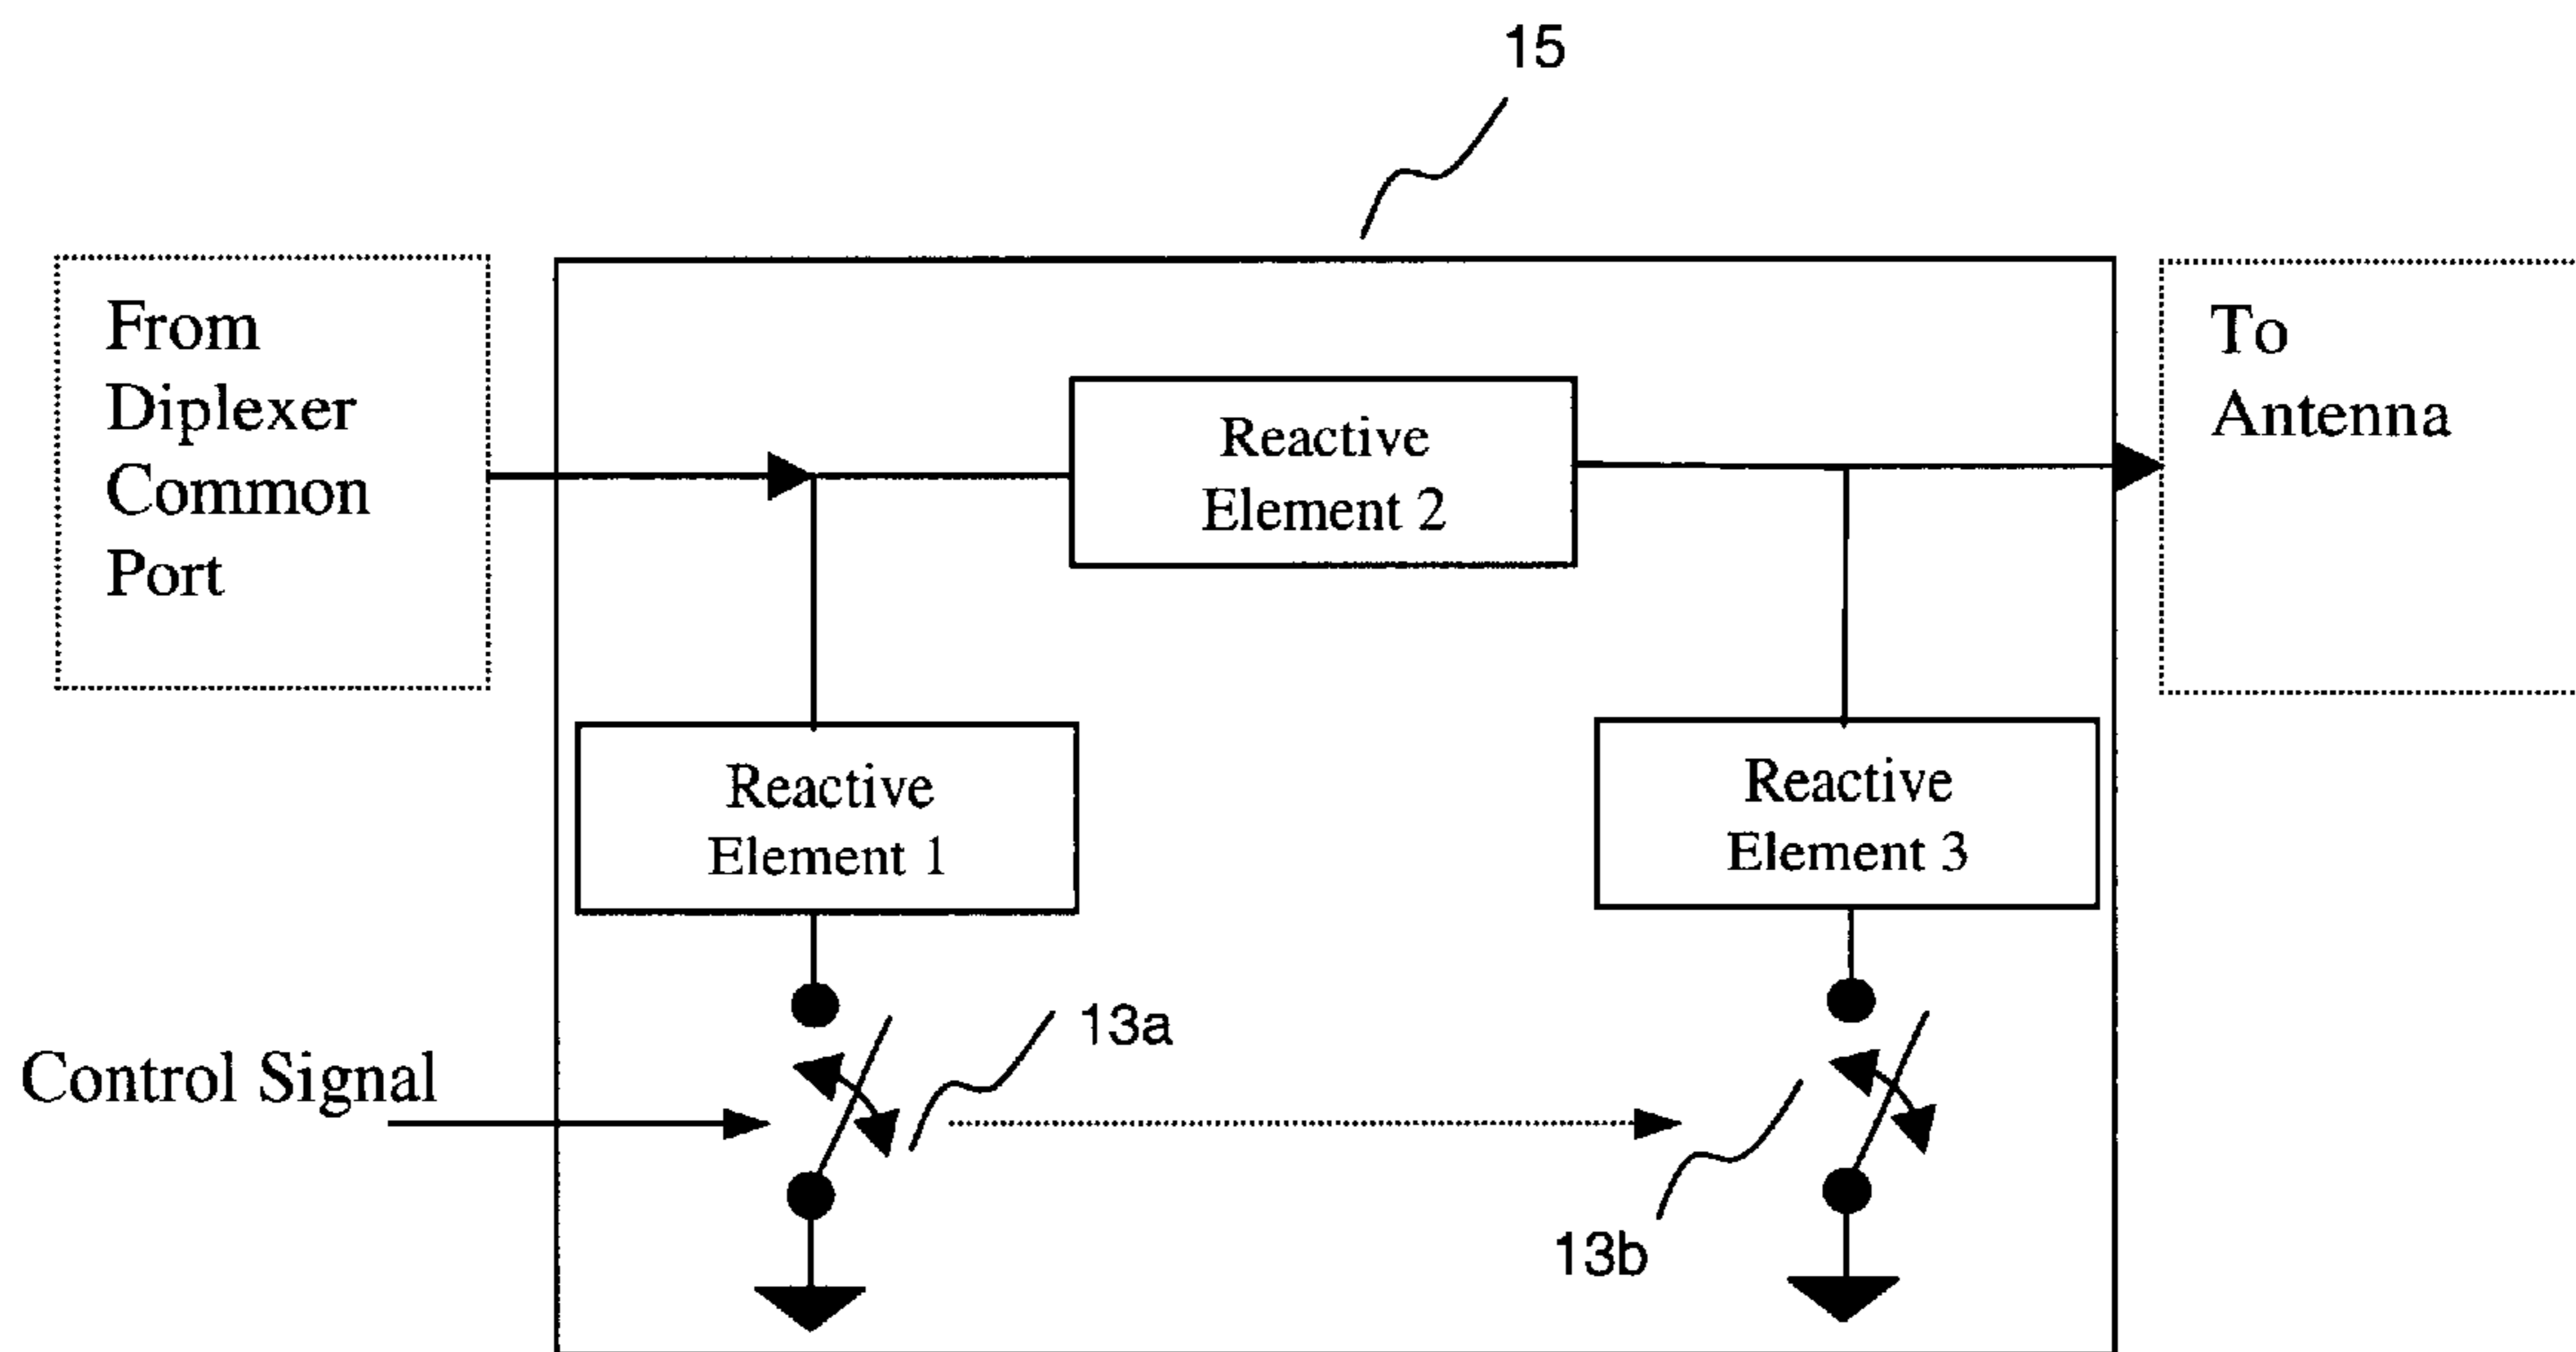 15
From
Diplexer
Common
Port
To
Antenna
Reactive
Element 2
Reactive
Element 1
Reactive
Element 3
Control Signal
13a
13b